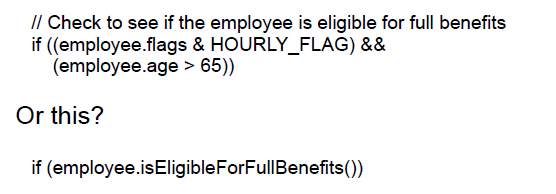 // Check to see if the employee is eligible for full benefits
if ((employee.flags & HOURLY_FLAG) &&
(employee.age > 65))
Or this?
if (employee.isEligibleForFullBenefits())